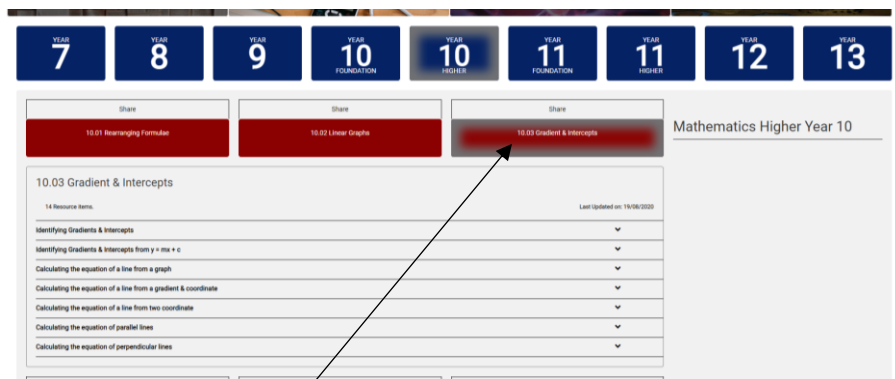 YEAR
7
YEAR
8
YEAR
9
YEAR
10
FOUNDATION
YEAR
10
HIGHER
YEAR
11
FOUNDATION
YEAR
11
HIGHER
YEAR
12
YEAR
13
Share
Share
Share
10.01 Rearranging Formulae
10.02 Linear Graphs
10.03 Gradient & Intercepts
Mathematics Higher Year 10
10.03 Gradient & Intercepts
14 Resource items.
Last Updated on: 19/08/2020
Identifying Gradients & Intercepts
Identifying Gradients & Intercepts from y = mx + c
Calculating the equation of a line from a graph
Calculating the equation of a line from a gradient & coordinate
Calculating the equation of a line from two coordinate
Calculating the equation of parallel lines
Calculating the equation of perpendicular lines